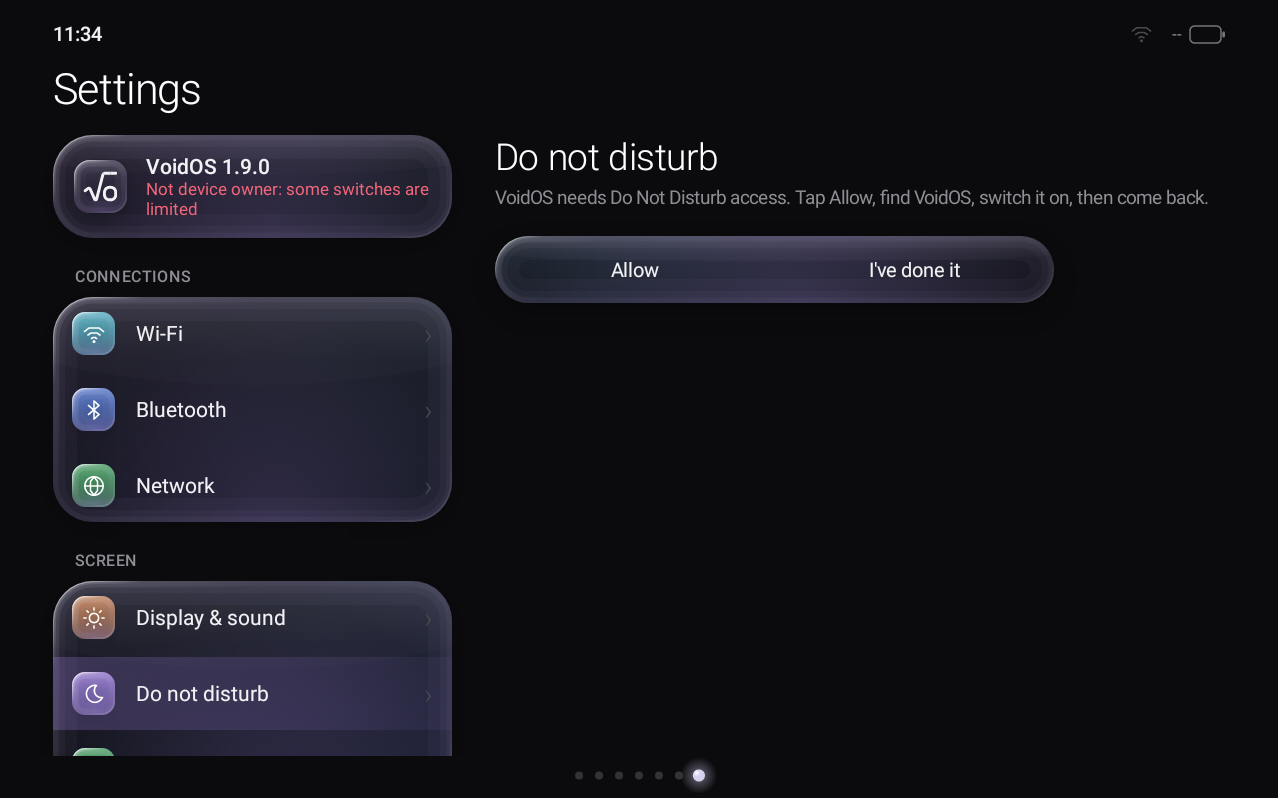 11:34
--
Settings
VoidOS 1.9.0
Not device owner: some switches are
limited
CONNECTIONS
Wi-Fi
Bluetooth
Network
SCREEN
Display & sound
Do not disturb
Do not disturb
VoidOS needs Do Not Disturb access. Tap Allow, find VoidOS, switch it on, then come back.
Allow
I've done it